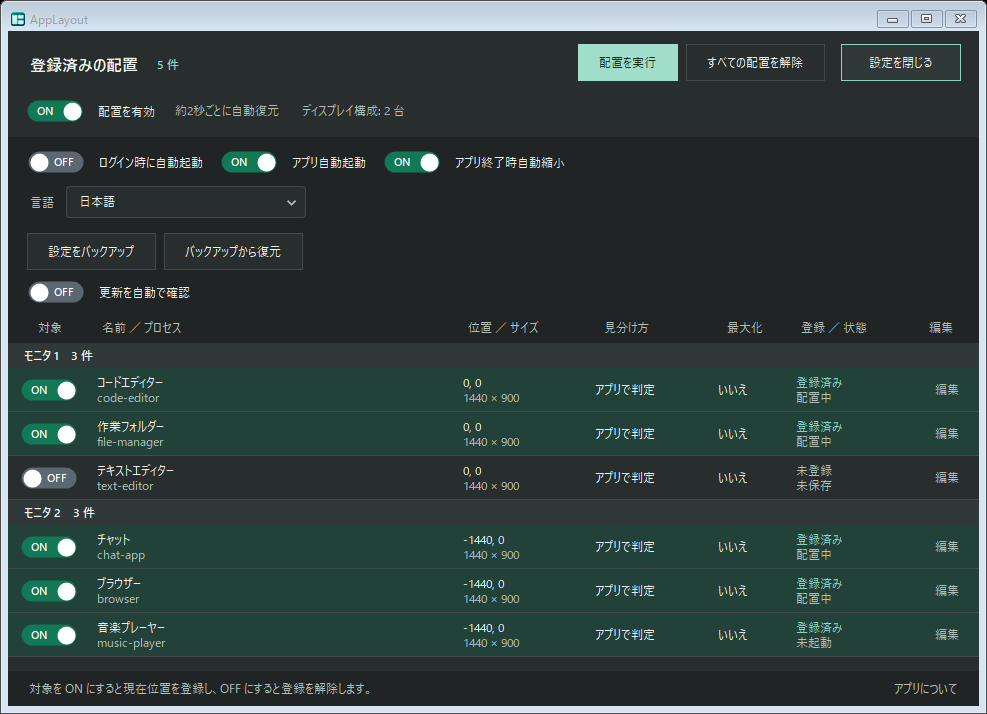 AppLayout
登録済みの配置 5 件 配置を実行 すべての配置を解除 設定を閉じる
ON 配置を有効 約2秒ごとに自動復元 ディスプレイ構成: 2 台
OFF ログイン時に自動起動 ON アプリ自動起動 ON アプリ終了時自動縮小
言語 日本語
設定をバックアップ バックアップから復元
OFF 更新を自動で確認
対象 名前 ／ プロセス 位置 ／ サイズ 見分け方 最大化 登録 ／ 状態 編集
モニタ 1 3 件
ON コードエディター 0, 0 アプリで判定 いいえ 登録済み 編集
code-editor 1440 × 900 配置中
ON 作業フォルダー 0, 0 アプリで判定 いいえ 登録済み 編集
file-manager 1440 × 900 配置中
OFF テキストエディター 0, 0 アプリで判定 いいえ 未登録 編集
text-editor 1440 × 900 未保存
モニタ 2 3 件
ON チャット -1440, 0 アプリで判定 いいえ 登録済み 編集
chat-app 1440 × 900 配置中
ON ブラウザー -1440, 0 アプリで判定 いいえ 登録済み 編集
browser 1440 × 900 配置中
ON 音楽プレーヤー -1440, 0 アプリで判定 いいえ 登録済み 編集
music-player 1440 × 900 未起動
対象を ON にすると現在位置を登録し、OFF にすると登録を解除します。 アプリについて